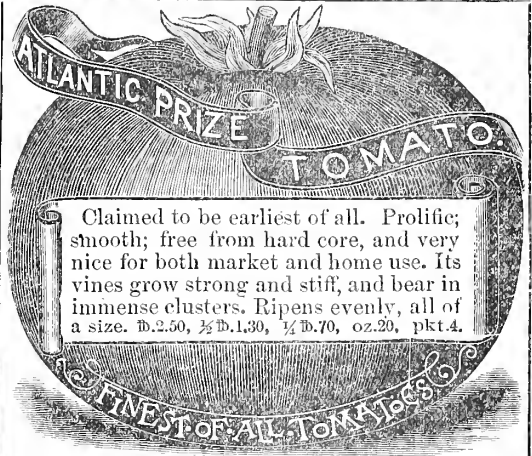 ATLANTIC PRIZE
TOMATO.
Claimed to be earliest of all. Prolific;
smooth; free from hard core, and very
nice for both market and home use. Its
vines grow strong and stiff, and bear in
immense clusters. Ripens evenly, all of
a size. ℔.2.50, ½℔.1.30, ¼℔.70, oz.20, pkt.4.
FINEST·OF·ALL·TOMATOES